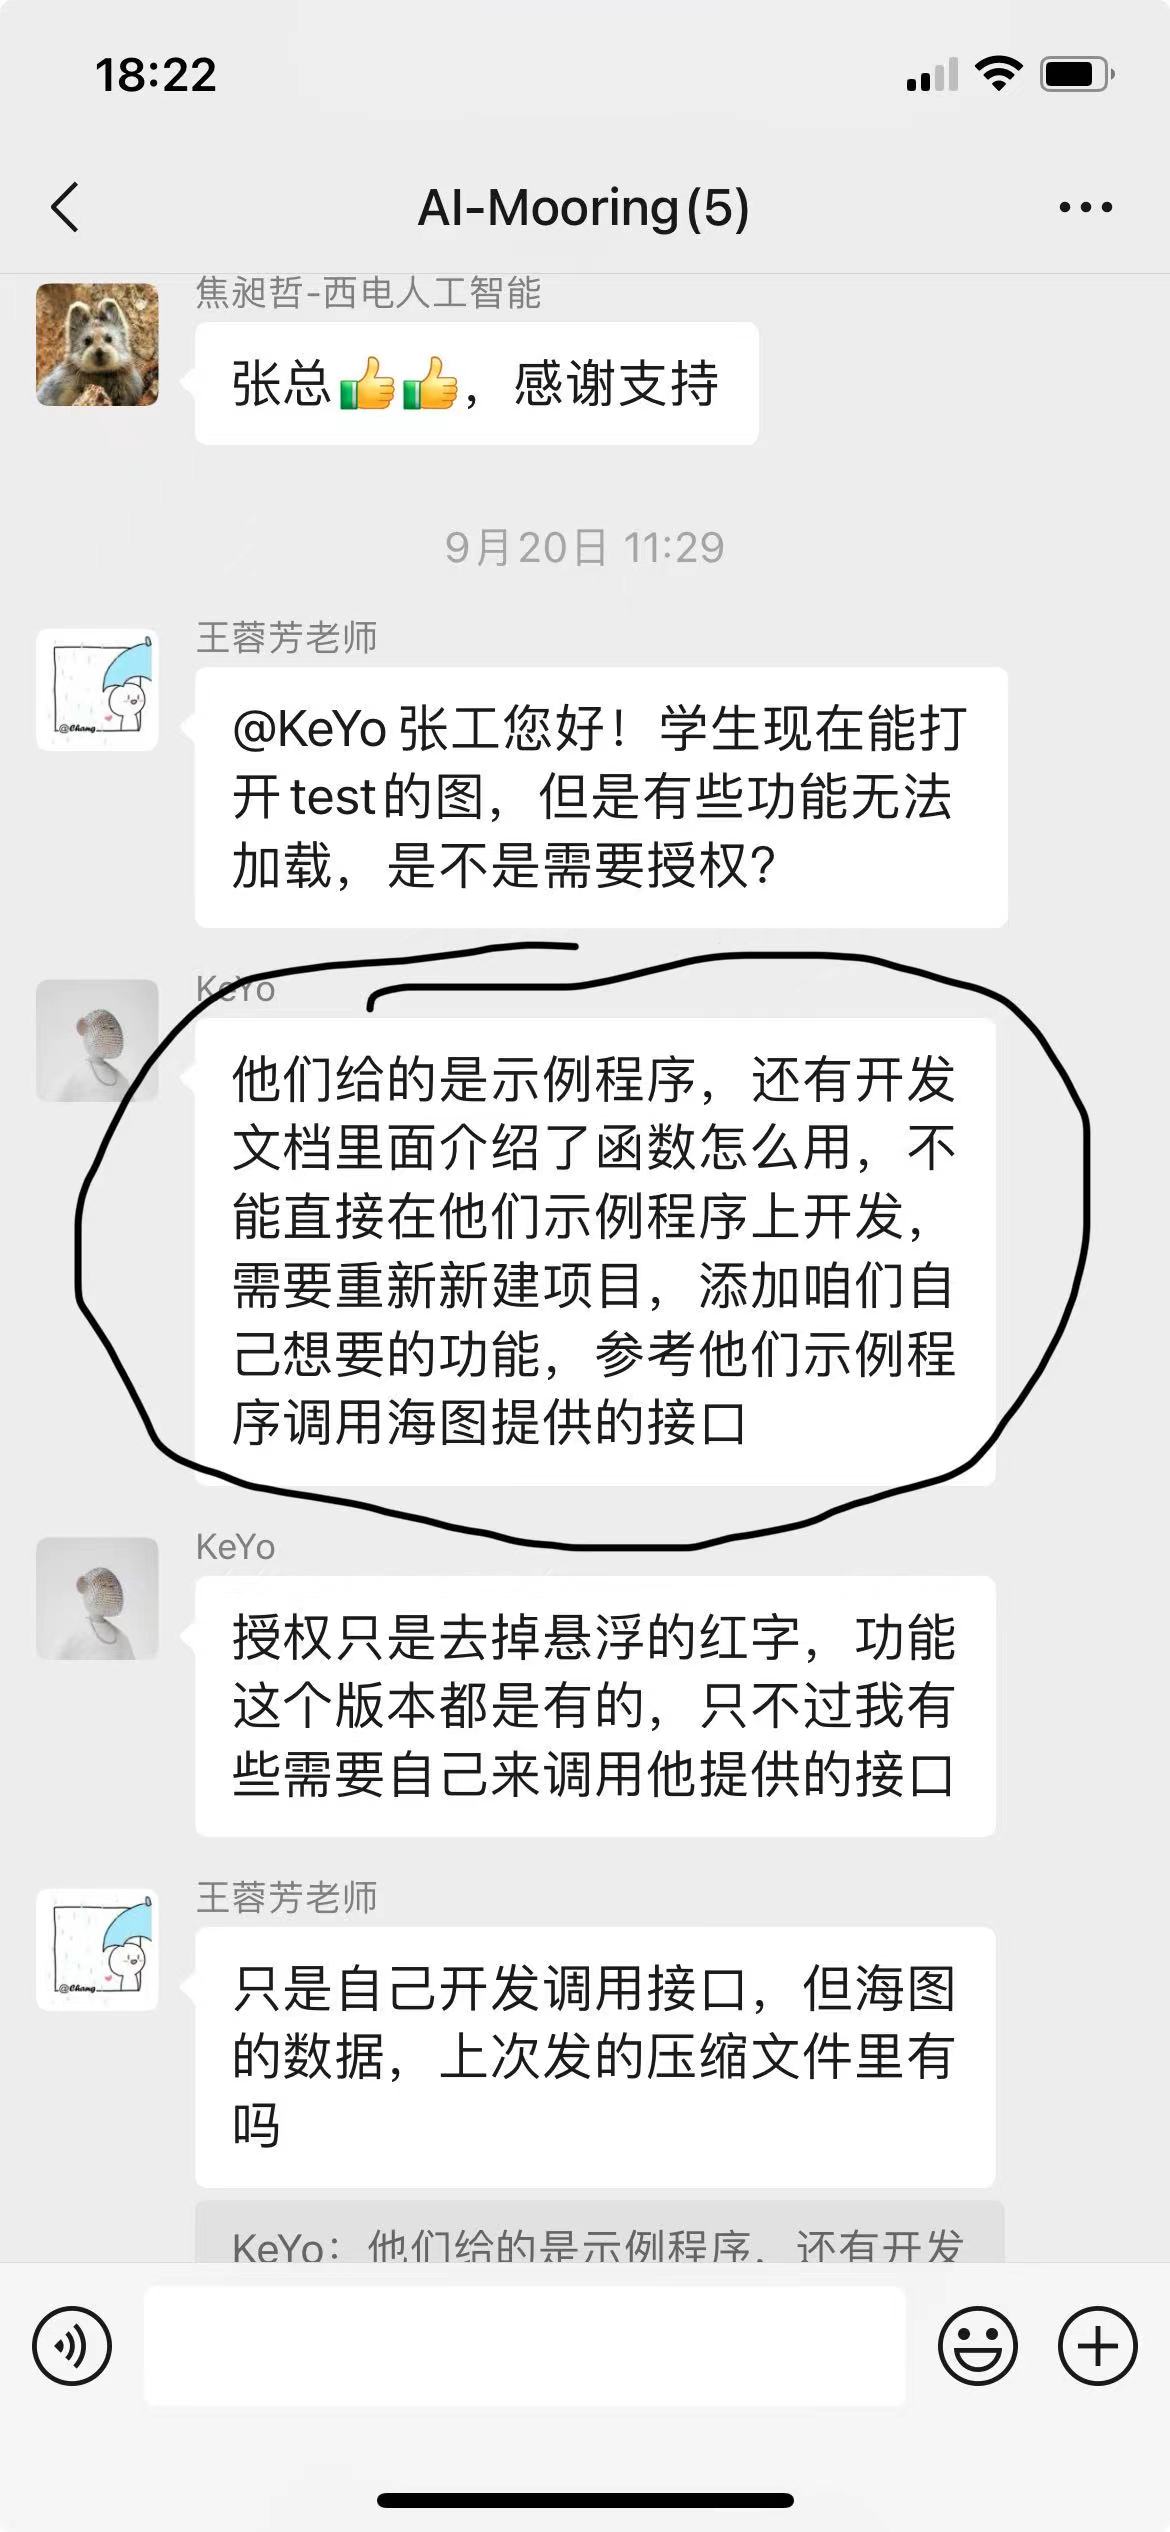 18:22
AI-Mooring(5)
焦昶哲-西电人工智能
张总👍👍，感谢支持
9月20日 11:29
王蓉芳老师
@Chang
@KeYo 张工您好！学生现在能打
开test的图，但是有些功能无法
加载，是不是需要授权?
KeYo
他们给的是示例程序，还有开发
文档里面介绍了函数怎么用，不
能直接在他们示例程序上开发，
需要重新新建项目，添加咱们自
己想要的功能，参考他们示例程
序调用海图提供的接口
KeYo
授权只是去掉悬浮的红字，功能
这个版本都是有的，只不过我有
些需要自己来调用他提供的接口
王蓉芳老师
@Chang
只是自己开发调用接口，但海图
的数据，上次发的压缩文件里有
吗
KeYo：他们给的是示例程序，还有开发